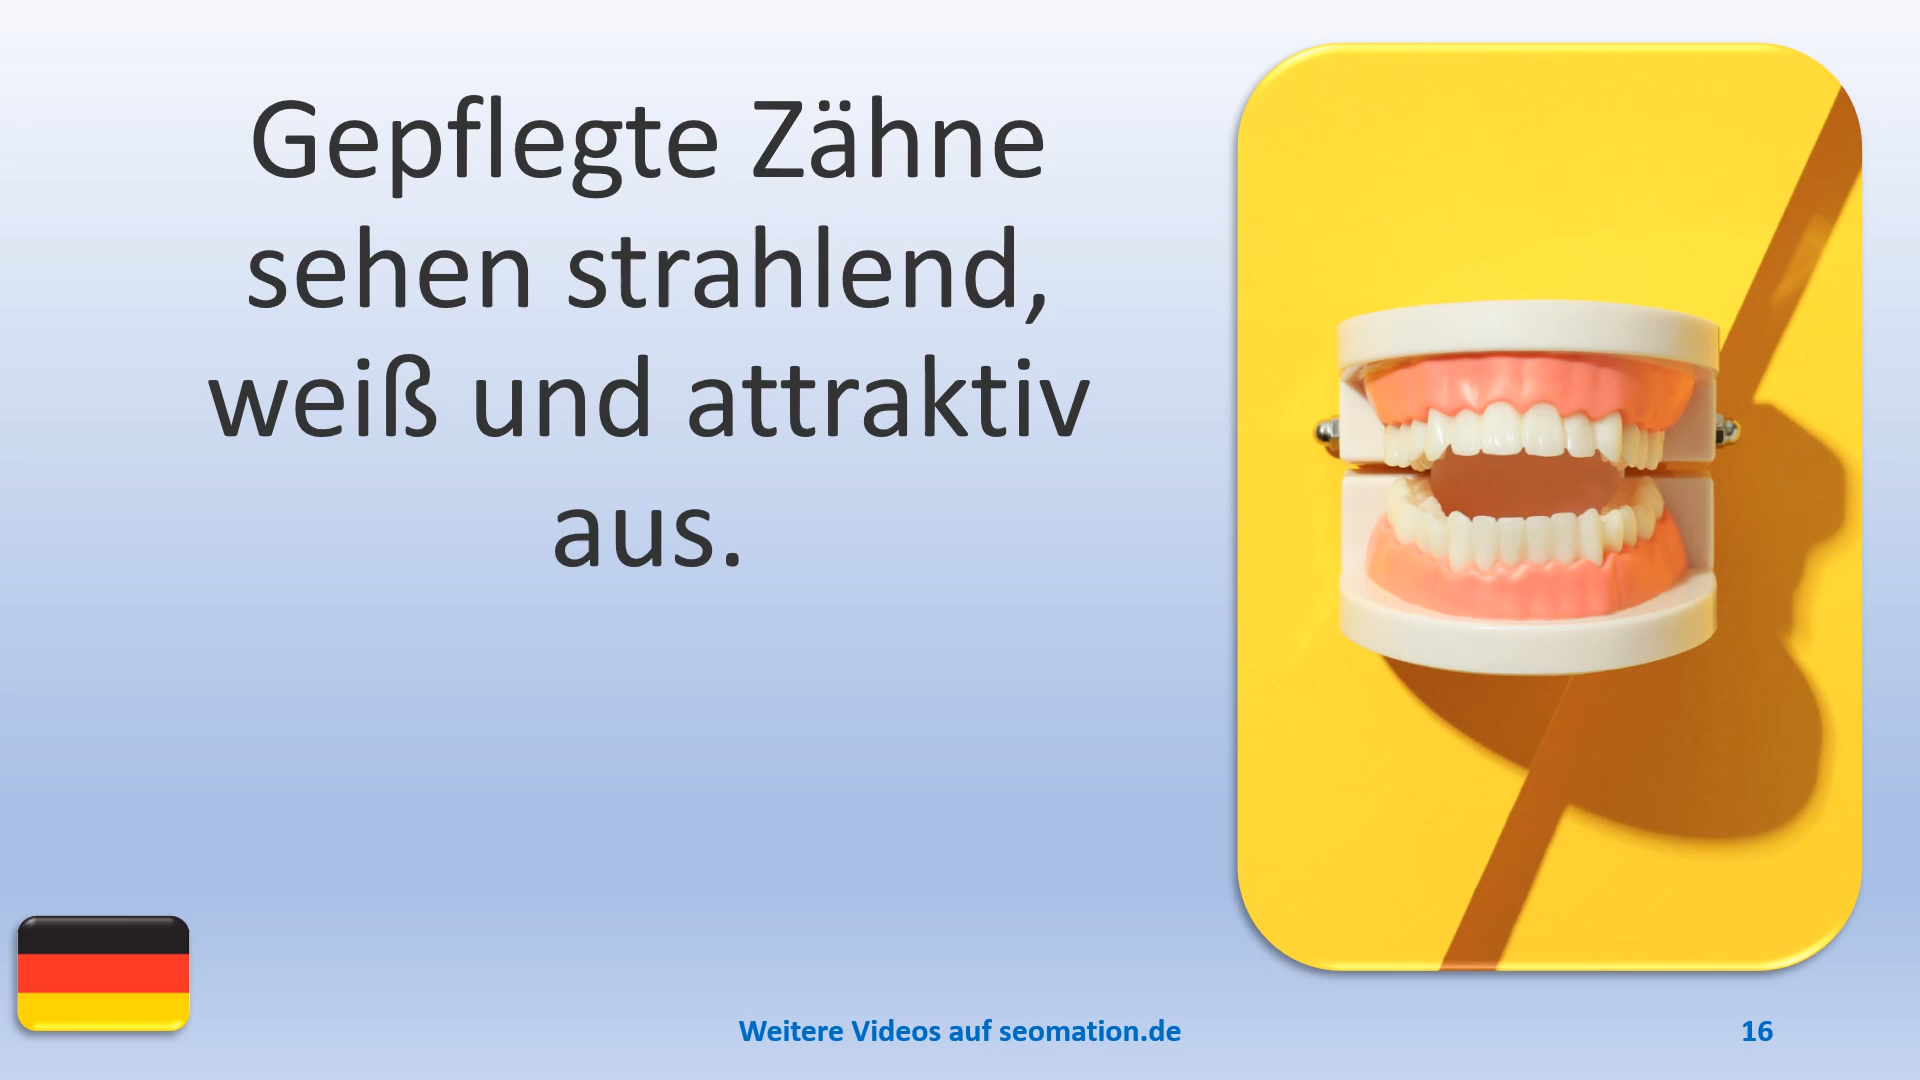 Gepflegte Zähne
sehen strahlend,
weiß und attraktiv
aus.
Weitere Videos auf seomation.de
16